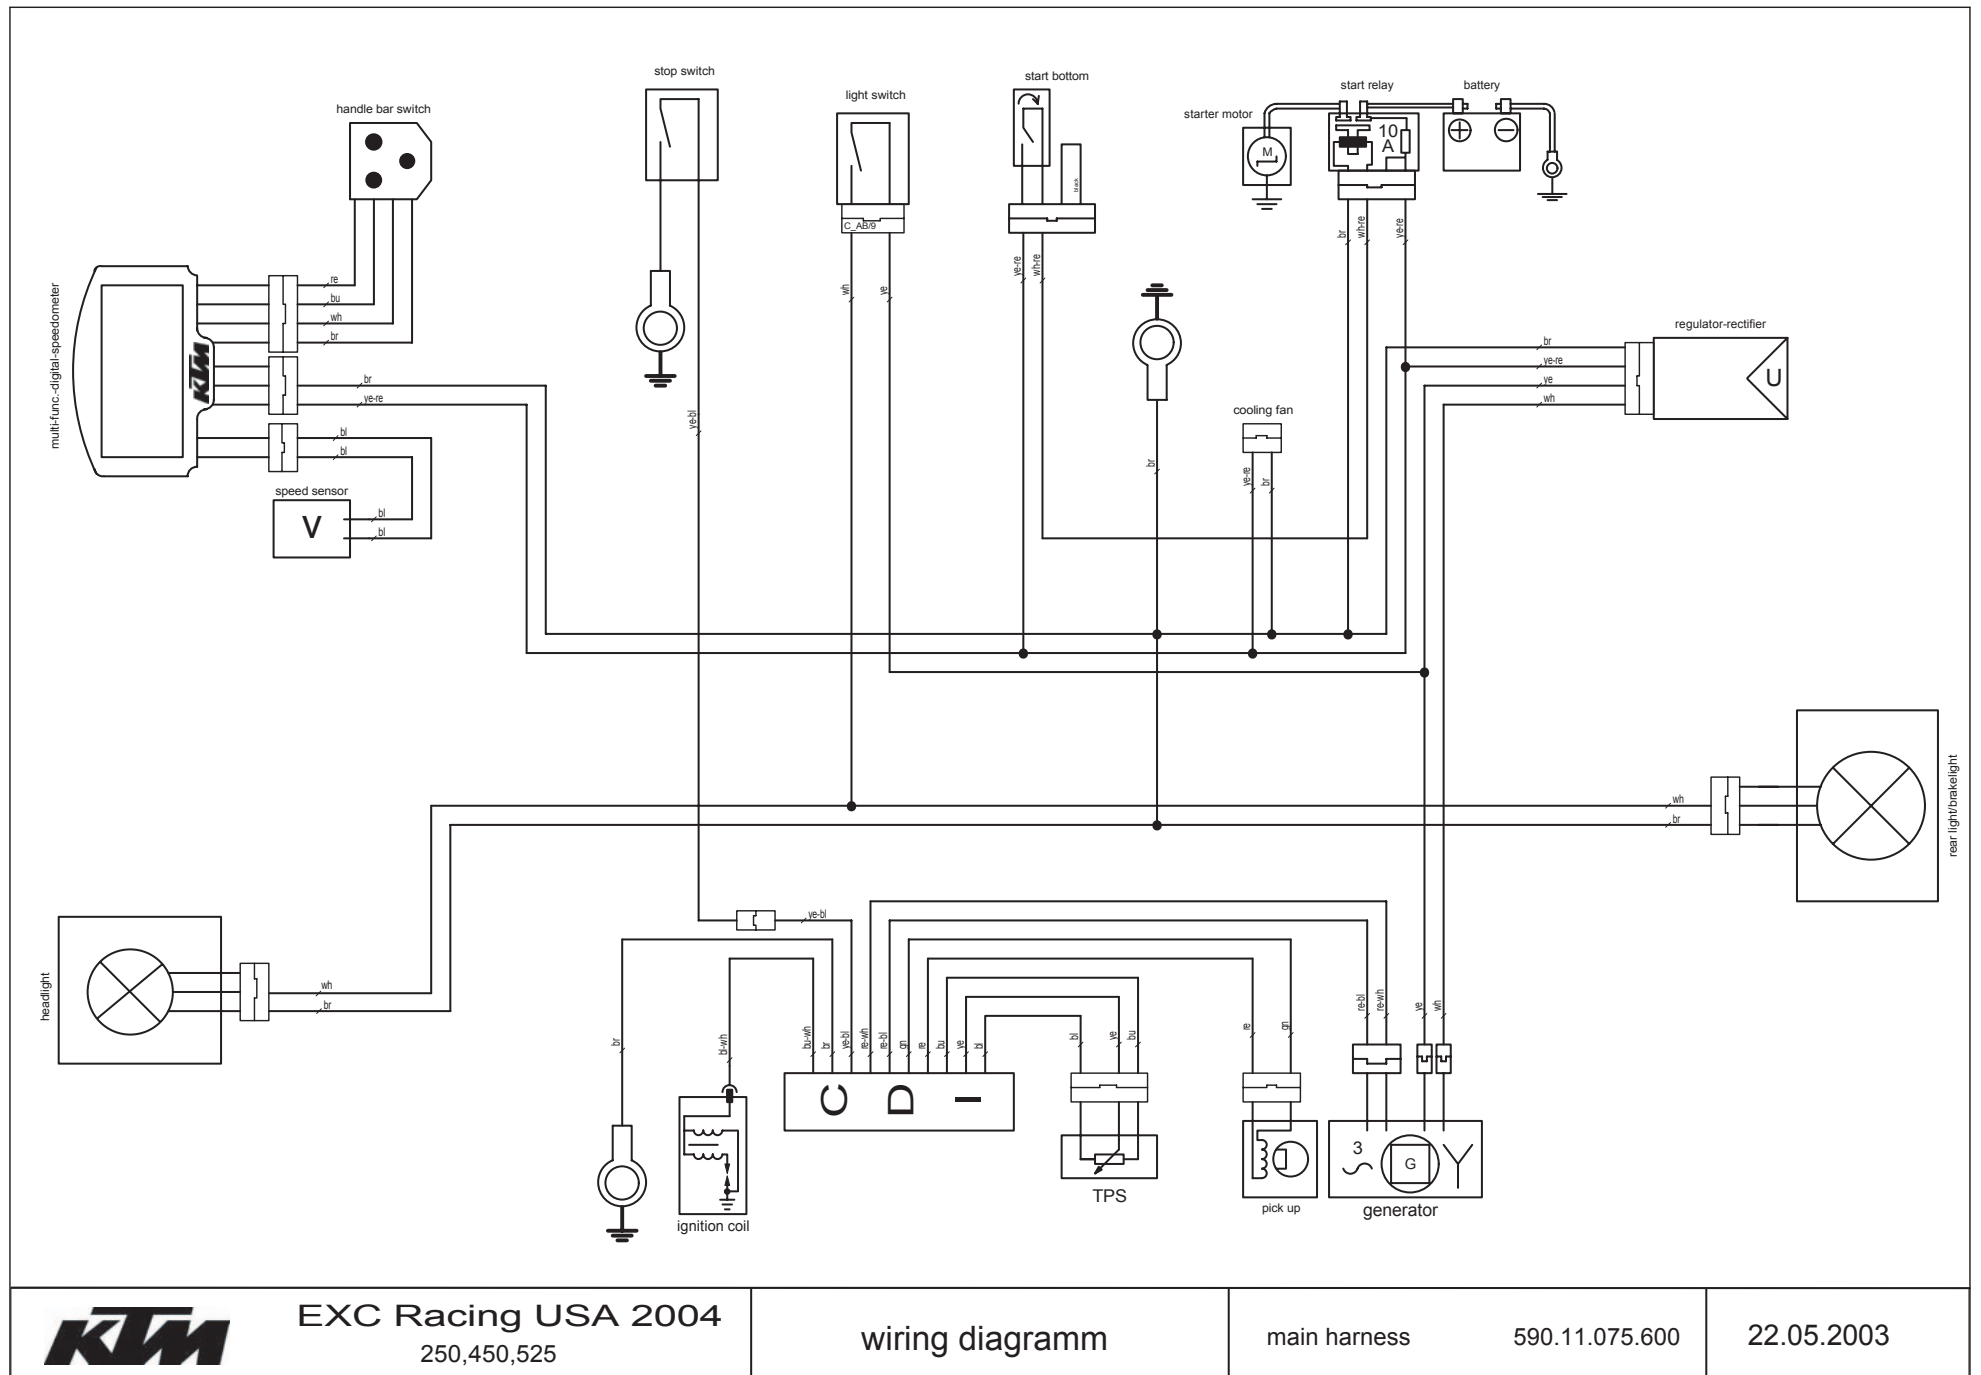 stop switch
start bottom
start relay
battery
light switch
handle bar switch
starter motor
10
A
M
black
C_AB/9
br
wh-re
ye-re
ye-re
wh-re
wh
ye
re
bu
wh
br
multi-func.-digital-speedometer
KTM
regulator-rectifier
br
ye-re
ye
wh
U
br
ye-re
cooling fan
ye-bl
bl
bl
br
ye-re
br
speed sensor
V
bl
bl
wh
br
rear light/brakelight
ye-bl
headlight
wh
br
br
bl-wh
bu-wh
br
ye-bl
re-wh
re-bl
gn
re
bu
ye
bl
bl
ye
bu
re
gn
re-bl
re-wh
ye
wh
C D I
3
G
TPS
pick up
generator
ignition coil
KTM
EXC Racing USA 2004
250,450,525
wiring diagramm
main harness
590.11.075.600
22.05.2003